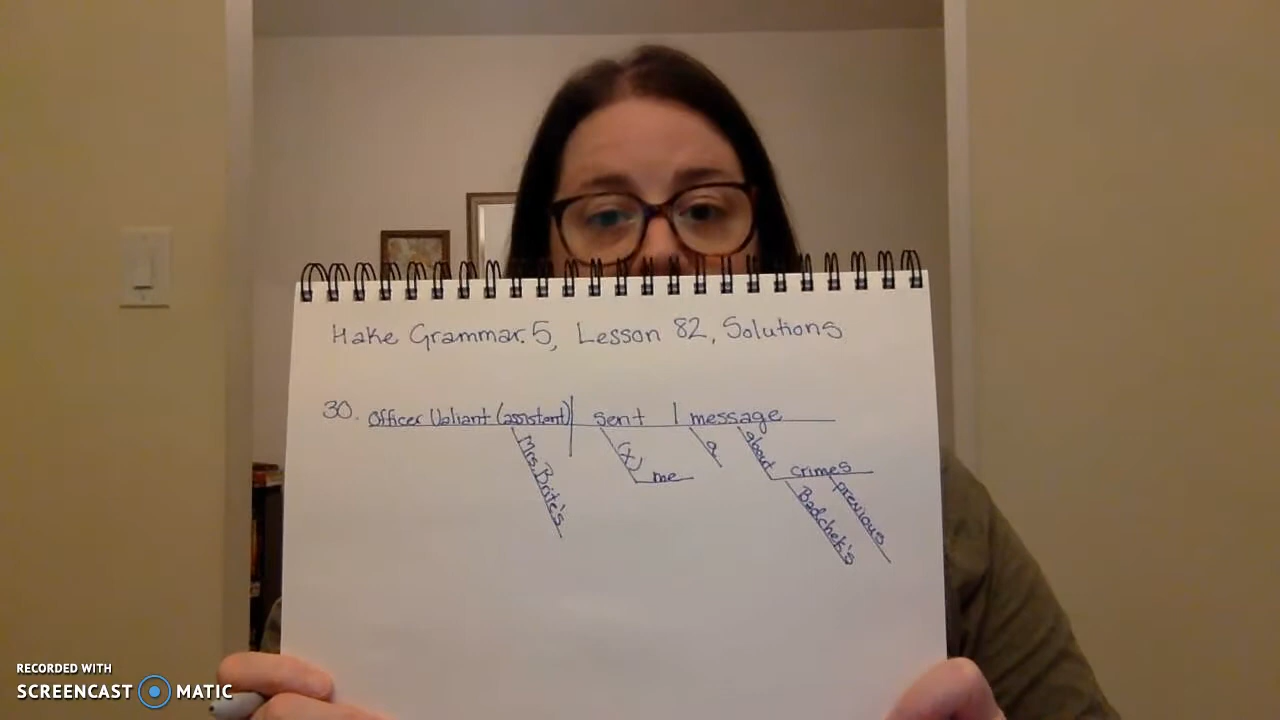 Hake Grammar 5, Lesson 82, Solutions
30. Officer Valiant (assistant) sent message
Mrs. Brite's
(x) me
a
about crimes
Badchek's
previous
RECORDED WITH
SCREENCAST MATIC